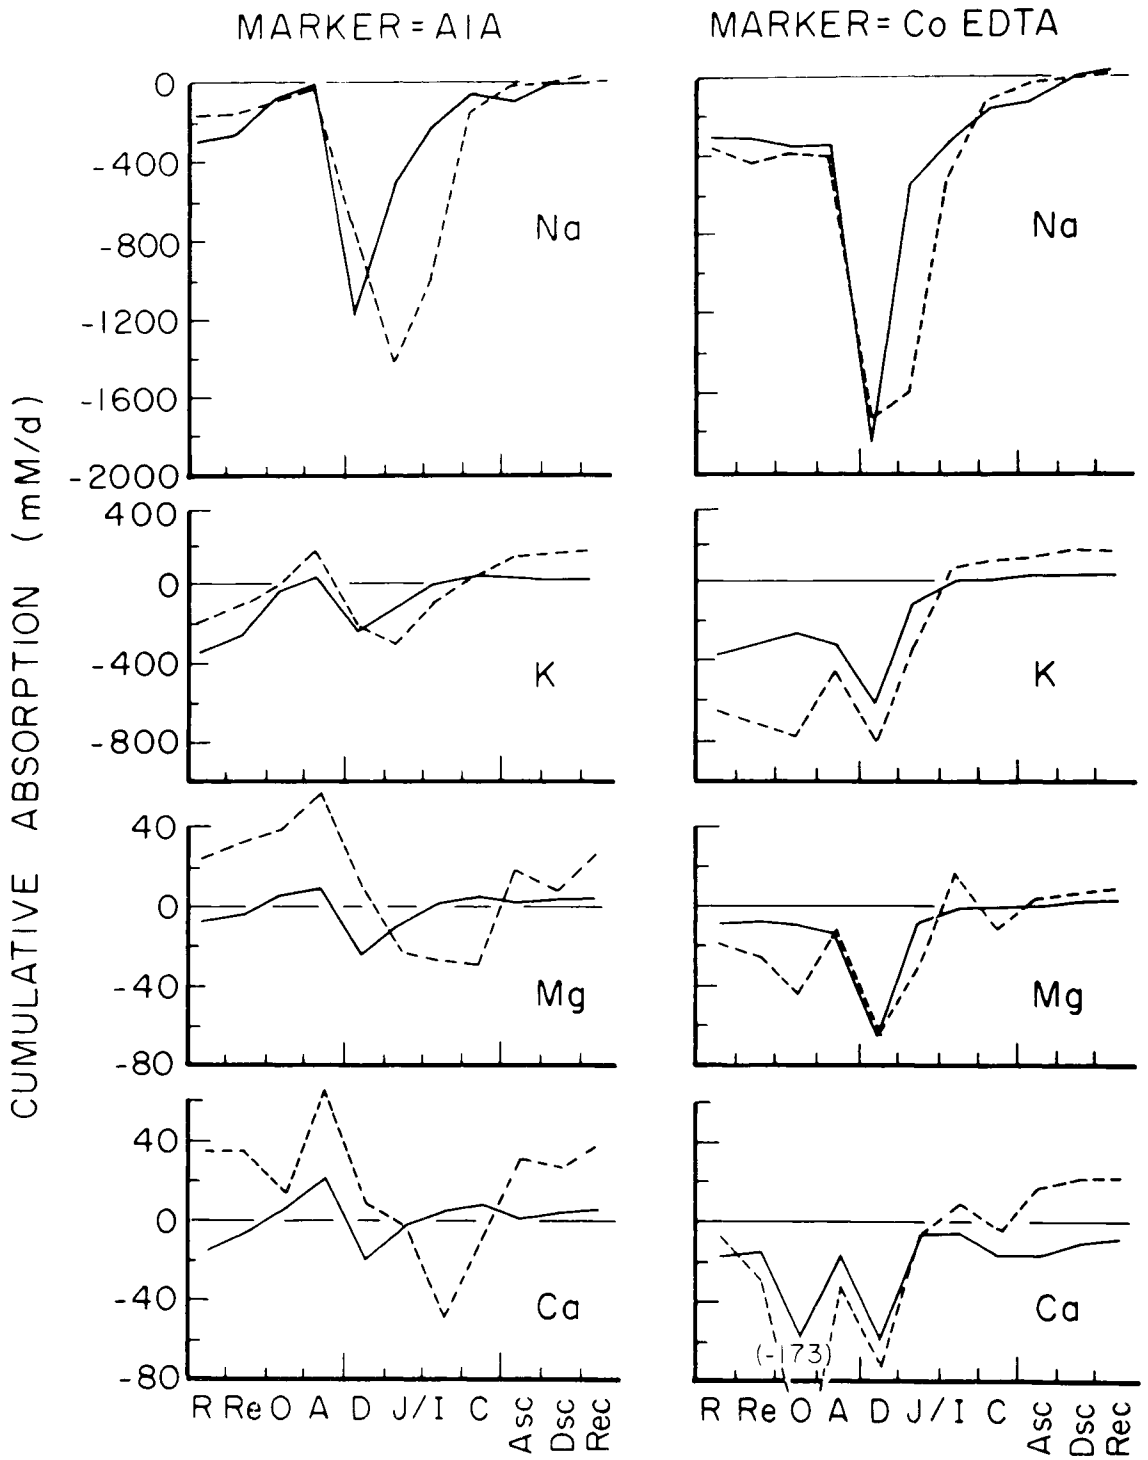 MARKER = AIA
MARKER = Co EDTA
CUMULATIVE ABSORPTION (mM/d)
0
-400
-800
-1200
-1600
-2000
Na
Na
400
0
-400
-800
K
K
40
0
-40
-80
Mg
Mg
40
0
-40
-80
Ca
Ca
(-173)
R Re O A D J/I C Asc Dsc Rec
R Re O A D J/I C Asc Dsc Rec